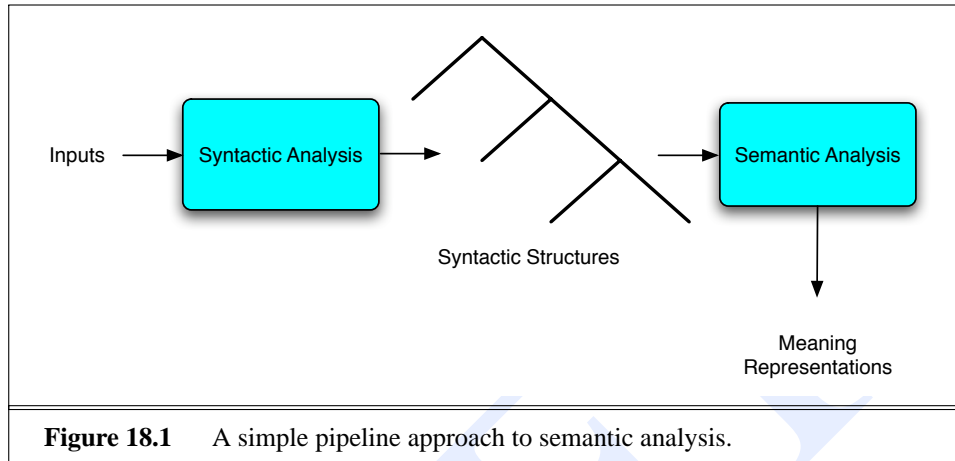 Inputs
Syntactic Analysis
Semantic Analysis
Syntactic Structures
Meaning
Representations
Figure 18.1 A simple pipeline approach to semantic analysis.